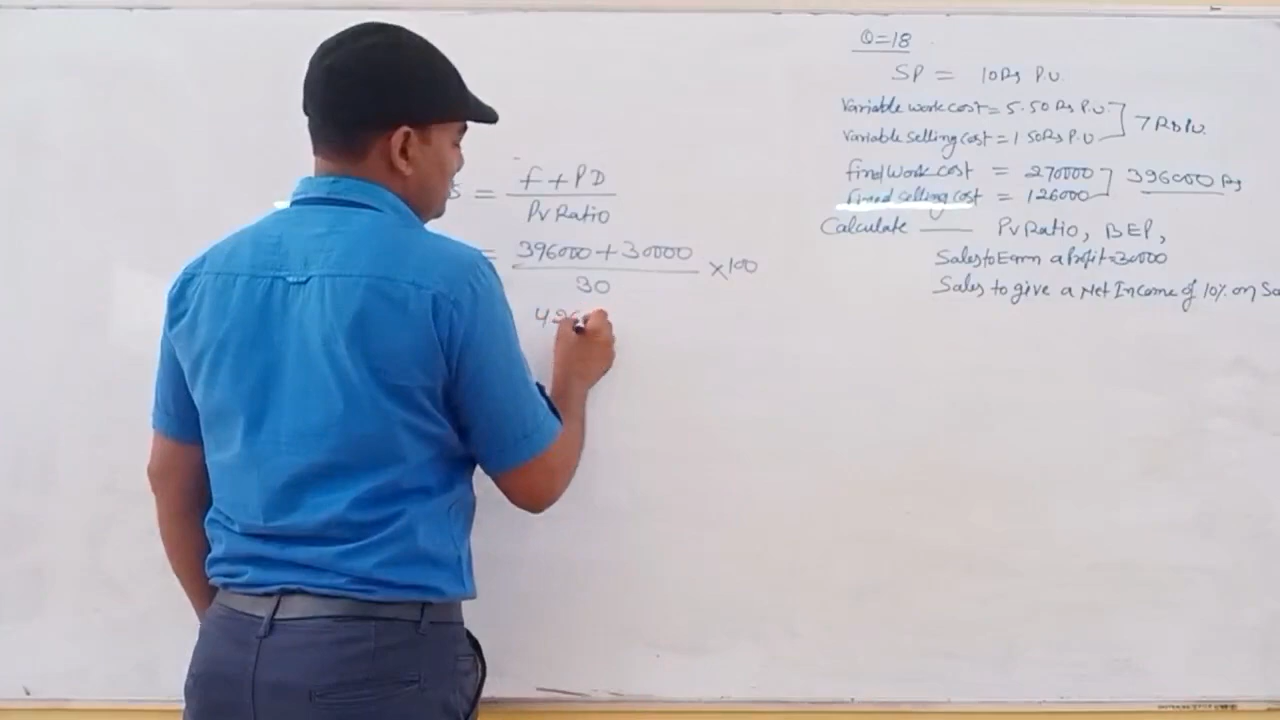 S = f + PD
PV Ratio
= 396000 + 30000 × 100
30
426
Q=18
SP = 10Rs P.U.
Variable work cost = 5.50 Rs P.U. ] 7 Rs P.U.
Variable selling cost = 1.50Rs P.U
fixed work cost = 270000 ] 396000 Rs
fixed selling cost = 126000
Calculate — PV Ratio, BEP,
Sales to Earn a Profit = 30000
Sales to give a Net Income of 10% on Sa